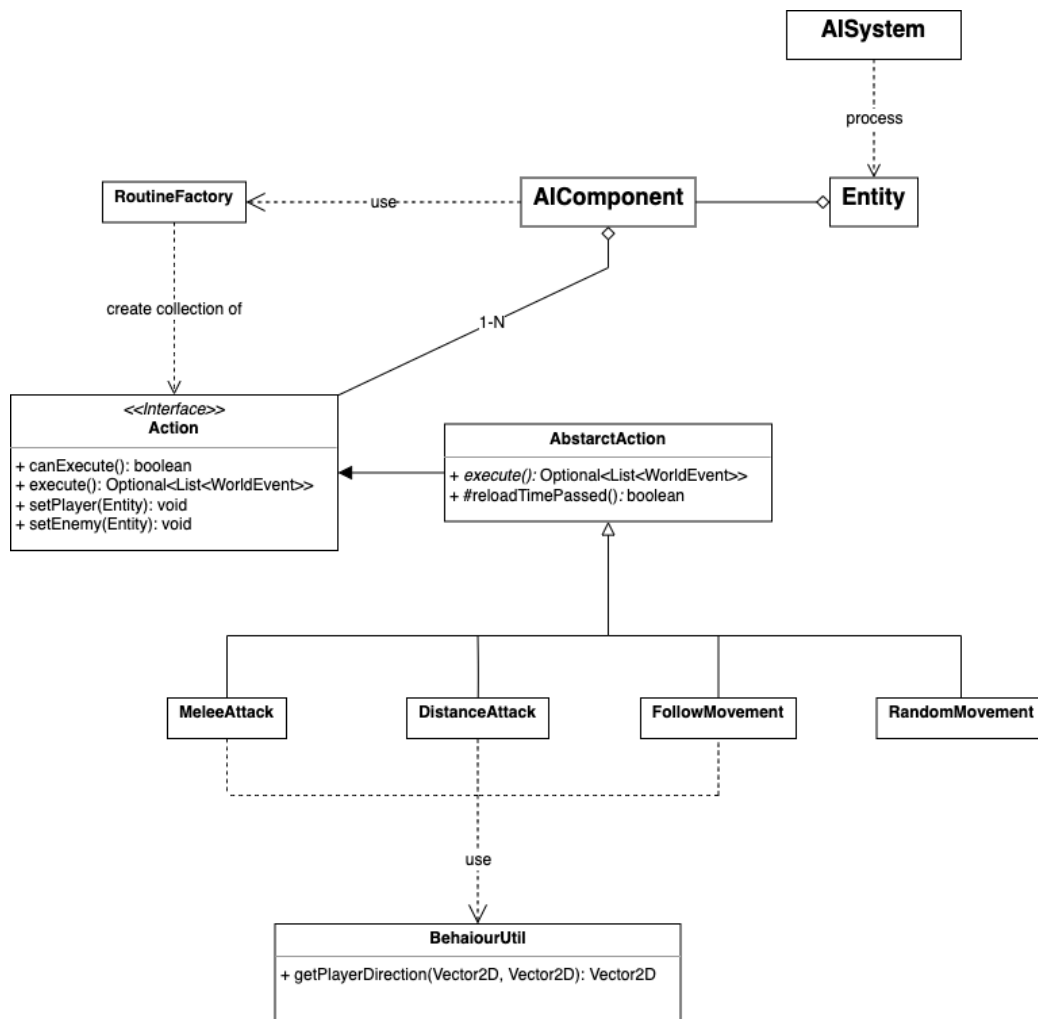 AISystem
process
RoutineFactory
use
AIComponent
Entity
create collection of
1-N
<<Interface>>
Action
+ canExecute(): boolean
+ execute(): Optional<List<WorldEvent>>
+ setPlayer(Entity): void
+ setEnemy(Entity): void
AbstarctAction
+ execute(): Optional<List<WorldEvent>>
+ #reloadTimePassed(): boolean
MeleeAttack
DistanceAttack
FollowMovement
RandomMovement
use
BehaiourUtil
+ getPlayerDirection(Vector2D, Vector2D): Vector2D